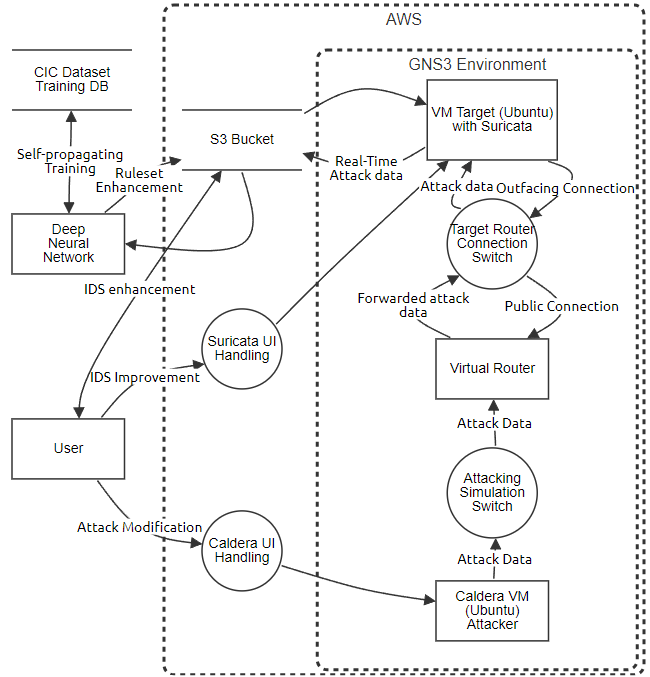 AWS
GNS3 Environment
CIC Dataset
Training DB
S3 Bucket
VM Target (Ubuntu)
with Suricata
Self-propagating
Training
Ruleset
Enhancement
Real-Time
Attack data
Attack data
Outfacing Connection
Deep
Neural
Network
Target Router
Connection
Switch
IDS enhancement
Forwarded attack
data
Public Connection
Suricata UI
Handling
IDS Improvement
Virtual Router
User
Attack Data
Attacking
Simulation
Switch
Attack Modification
Caldera UI
Handling
Attack Data
Caldera VM
(Ubuntu)
Attacker